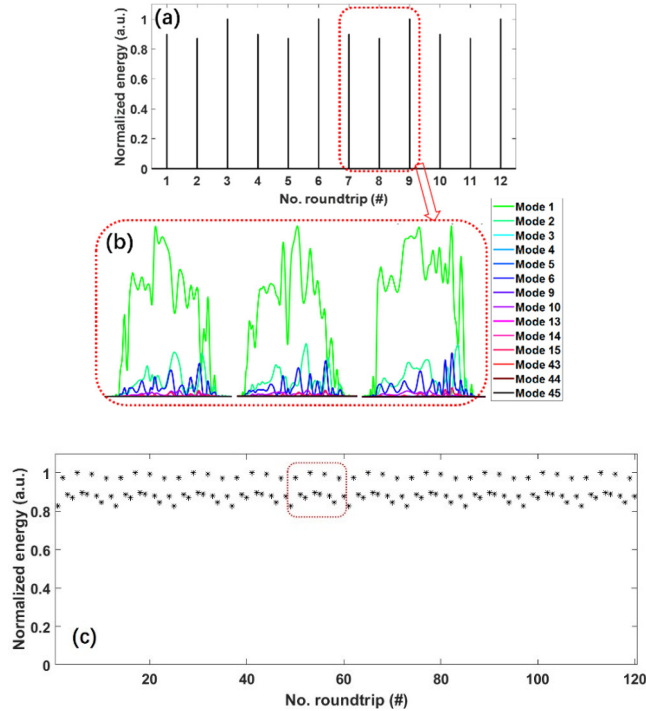 (a)
Normalized energy (a.u.)
1
0.8
0.6
0.4
0.2
0
1 2 3 4 5 6 7 8 9 10 11 12
No. roundtrip (#)
(b)
Mode 1
Mode 2
Mode 3
Mode 4
Mode 5
Mode 6
Mode 9
Mode 10
Mode 13
Mode 14
Mode 15
Mode 43
Mode 44
Mode 45
Normalized energy (a.u.)
1
0.8
0.6
0.4
0.2
0
(c)
20 40 60 80 100 120
No. roundtrip (#)